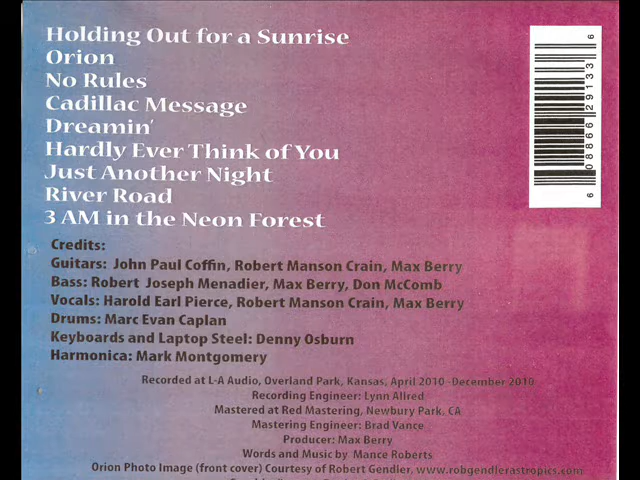 Holding Out for a Sunrise
Orion
No Rules
Cadillac Message
Dreamin'
Hardly Ever Think of You
Just Another Night
River Road
3 AM in the Neon Forest
6 08866 29133 6
Credits:
Guitars: John Paul Coffin, Robert Manson Crain, Max Berry
Bass: Robert Joseph Menadier, Max Berry, Don McComb
Vocals: Harold Earl Pierce, Robert Manson Crain, Max Berry
Drums: Marc Evan Caplan
Keyboards and Laptop Steel: Denny Osburn
Harmonica: Mark Montgomery
Recorded at L-A Audio, Overland Park, Kansas, April 2010 -December 2010
Recording Engineer: Lynn Allred
Mastered at Red Mastering, Newbury Park, CA
Mastering Engineer: Brad Vance
Producer: Max Berry
Words and Music by Mance Roberts
Orion Photo Image (front cover) Courtesy of Robert Gendler, www.robgendlerastropics.com